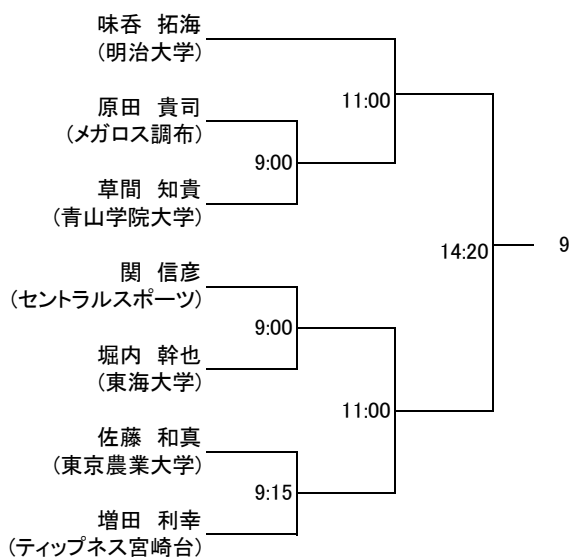 味呑　拓海
(明治大学)
11:00
原田　貴司
(メガロス調布)
9:00
草間　知貴
(青山学院大学)
14:20
9
関　信彦
(セントラルスポーツ)
9:00
堀内　幹也
(東海大学)
11:00
佐藤　和真
(東京農業大学)
9:15
増田　利幸
(ティップネス宮崎台)